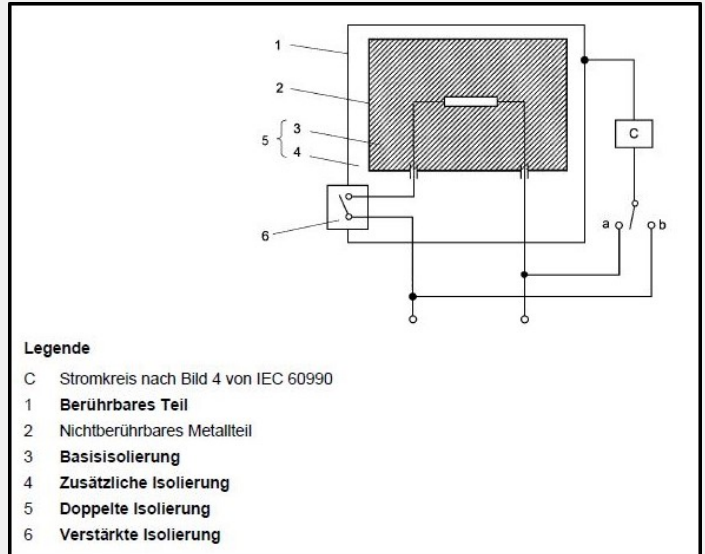 1
2
3
5
4
6
C
a
b
Legende
C Stromkreis nach Bild 4 von IEC 60990
1 Berührbares Teil
2 Nichtberührbares Metallteil
3 Basisisolierung
4 Zusätzliche Isolierung
5 Doppelte Isolierung
6 Verstärkte Isolierung